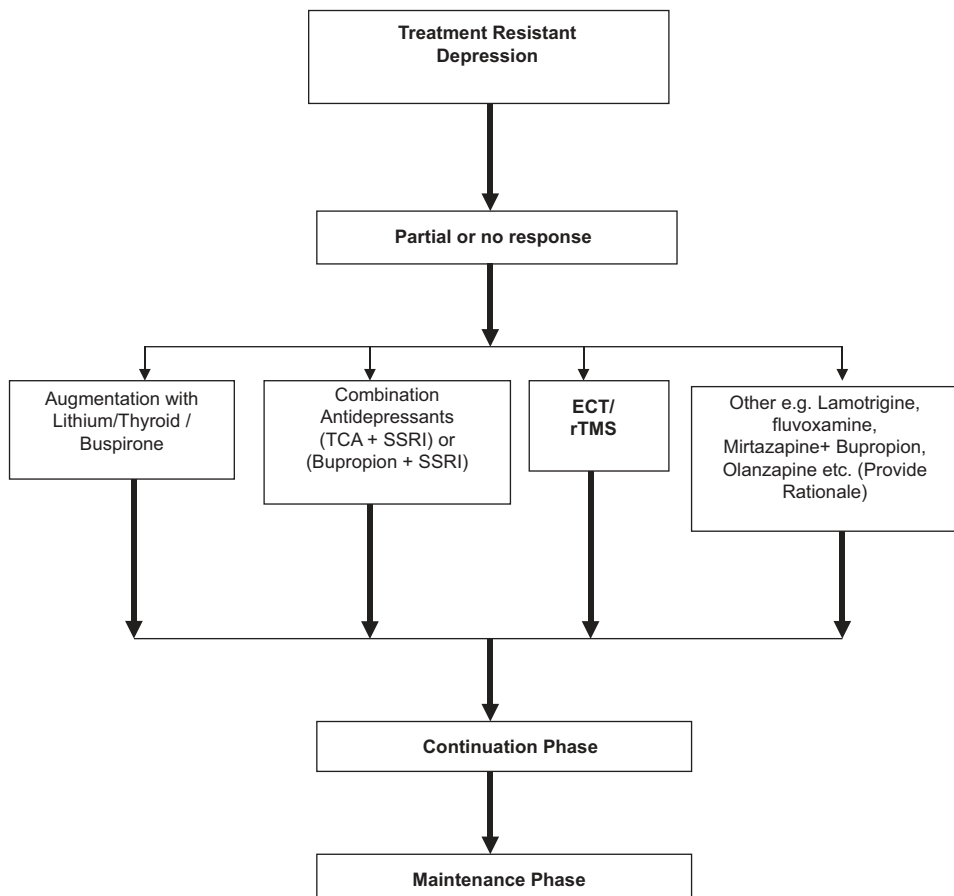 Treatment Resistant
Depression
Partial or no response
Augmentation with
Lithium/Thyroid /
Buspirone
Combination
Antidepressants
(TCA + SSRI) or
(Bupropion + SSRI)
ECT/
rTMS
Other e.g. Lamotrigine,
fluvoxamine,
Mirtazapine+ Bupropion,
Olanzapine etc. (Provide
Rationale)
Continuation Phase
Maintenance Phase